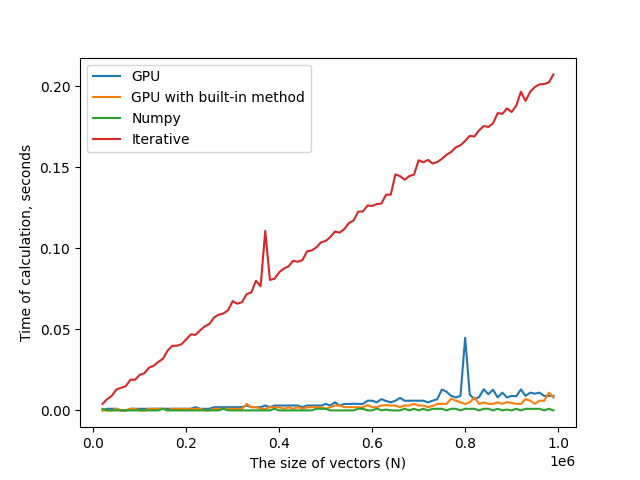 GPU
GPU with built-in method
Numpy
Iterative
Time of calculation, seconds
0.20
0.15
0.10
0.05
0.00
0.0 0.2 0.4 0.6 0.8 1.0
1e6
The size of vectors (N)